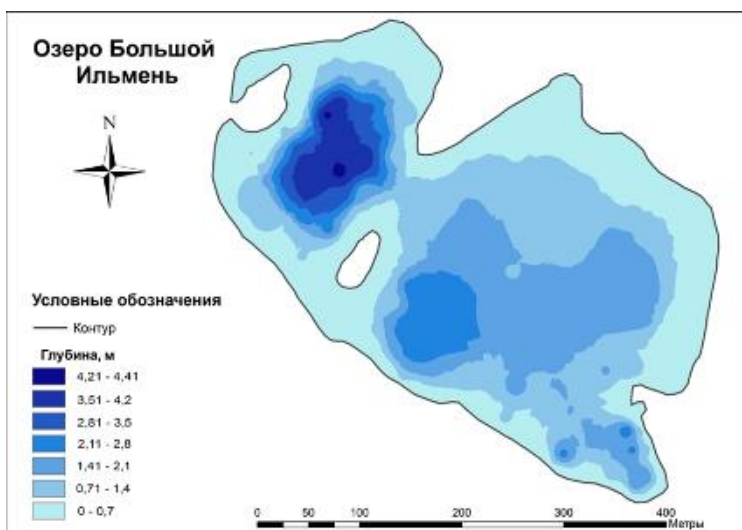 Озеро Большой
Ильмень
N
Условные обозначения
Контур
Глубина, м
4,21 - 4,41
3,51 - 4,2
2,81 - 3,5
2,11 - 2,8
1,41 - 2,1
0,71 - 1,4
0 - 0,7
0 50 100 200 300 400
Метры